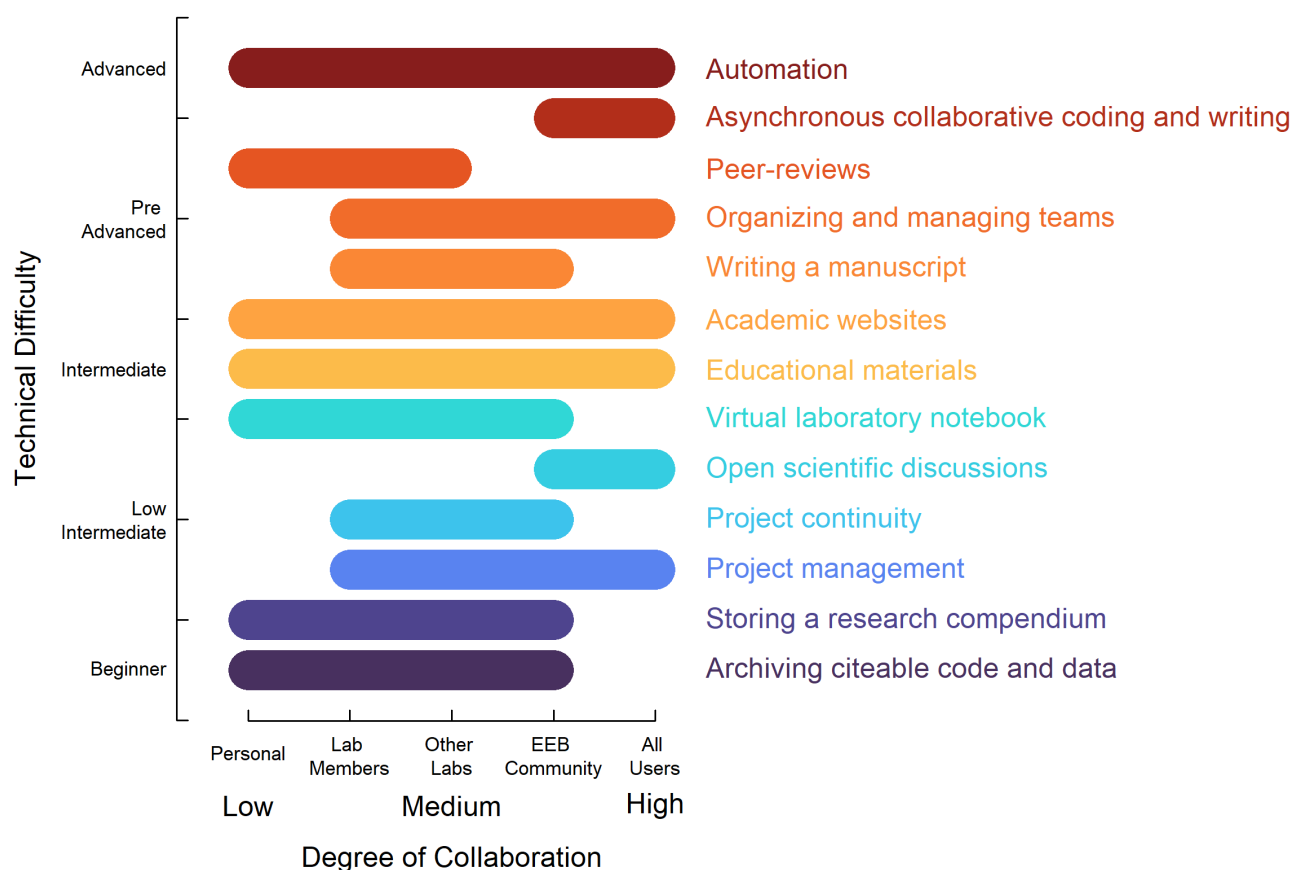 Technical Difficulty
Advanced
Automation
Asynchronous collaborative coding and writing
Peer-reviews
Pre
Advanced
Organizing and managing teams
Writing a manuscript
Academic websites
Intermediate
Educational materials
Virtual laboratory notebook
Open scientific discussions
Low
Intermediate
Project continuity
Project management
Storing a research compendium
Beginner
Archiving citeable code and data
Personal
Lab
Members
Other
Labs
EEB
Community
All
Users
Low
Medium
High
Degree of Collaboration